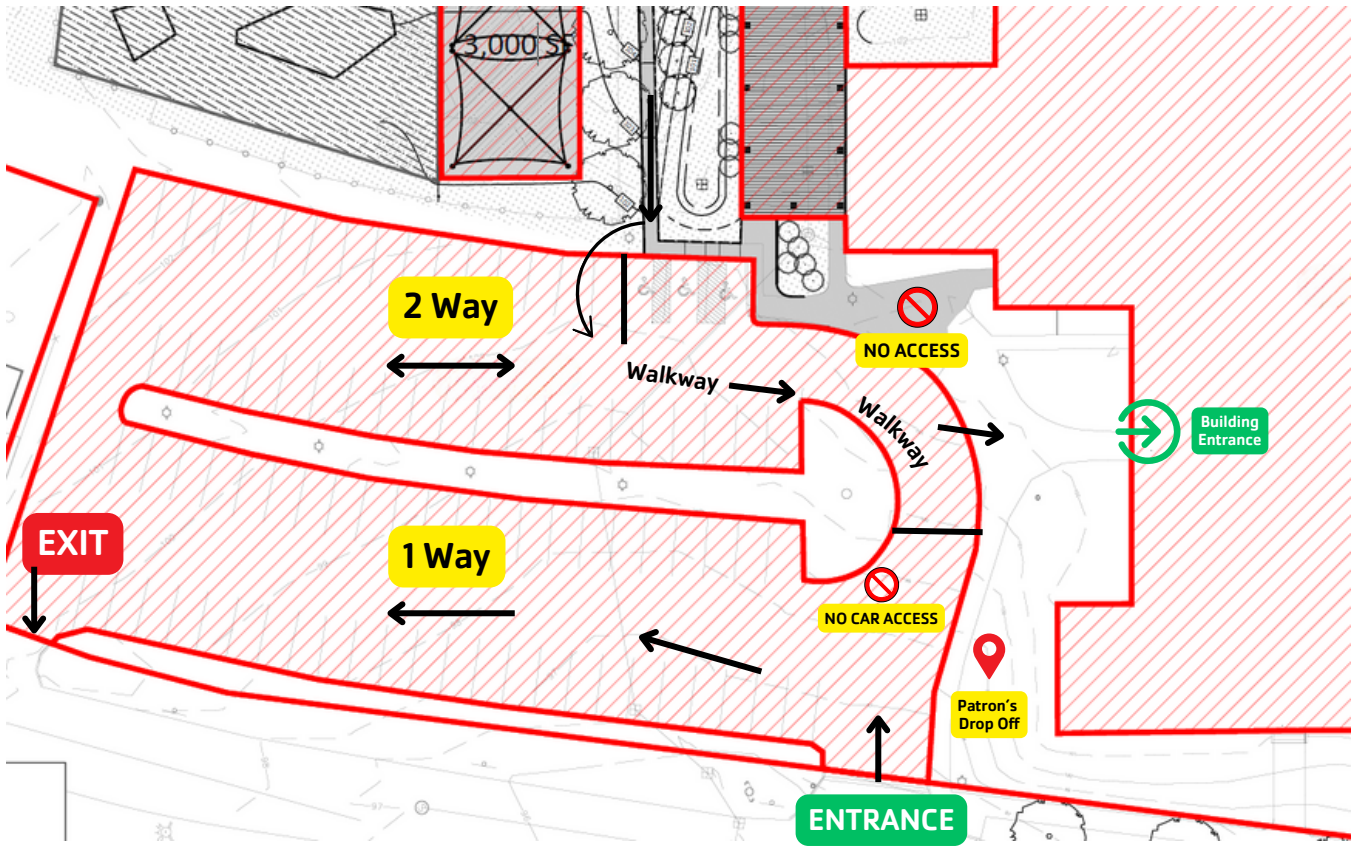 3,000 SF
2 Way
NO ACCESS
Walkway
Walkway
Building
Entrance
EXIT
1 Way
NO CAR ACCESS
Patron's
Drop Off
ENTRANCE